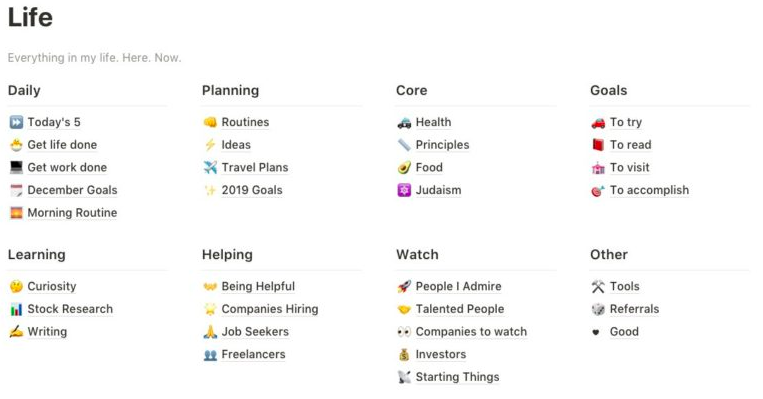 Life
Everything in my life. Here. Now.
Daily
Today's 5
Get life done
Get work done
December Goals
Morning Routine
Planning
Routines
Ideas
Travel Plans
2019 Goals
Core
Health
Principles
Food
Judaism
Goals
To try
To read
To visit
To accomplish
Learning
Curiosity
Stock Research
Writing
Helping
Being Helpful
Companies Hiring
Job Seekers
Freelancers
Watch
People I Admire
Talented People
Companies to watch
Investors
Starting Things
Other
Tools
Referrals
Good